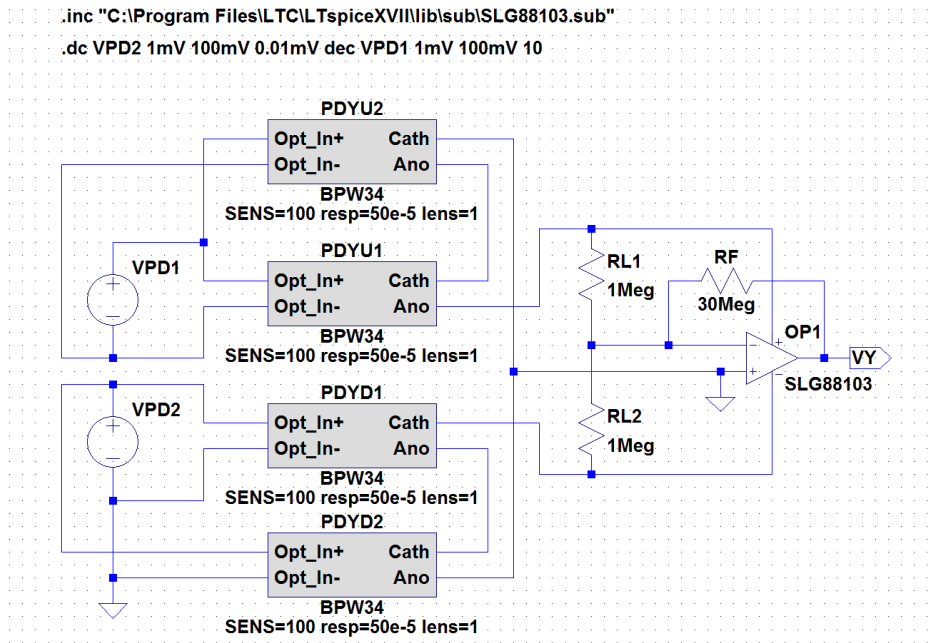 .inc "C:\Program Files\LTC\LTspiceXVII\lib\sub\SLG88103.sub"
.dc VPD2 1mV 100mV 0.01mV dec VPD1 1mV 100mV 10
PDYU2
Opt_In+ Cath
Opt_In- Ano
BPW34
SENS=100 resp=50e-5 lens=1
PDYU1
VPD1
Opt_In+ Cath
Opt_In- Ano
BPW34
SENS=100 resp=50e-5 lens=1
RL1
1Meg
RF
30Meg
OP1
VY
SLG88103
PDYD1
VPD2
Opt_In+ Cath
Opt_In- Ano
BPW34
SENS=100 resp=50e-5 lens=1
RL2
1Meg
PDYD2
Opt_In+ Cath
Opt_In- Ano
BPW34
SENS=100 resp=50e-5 lens=1